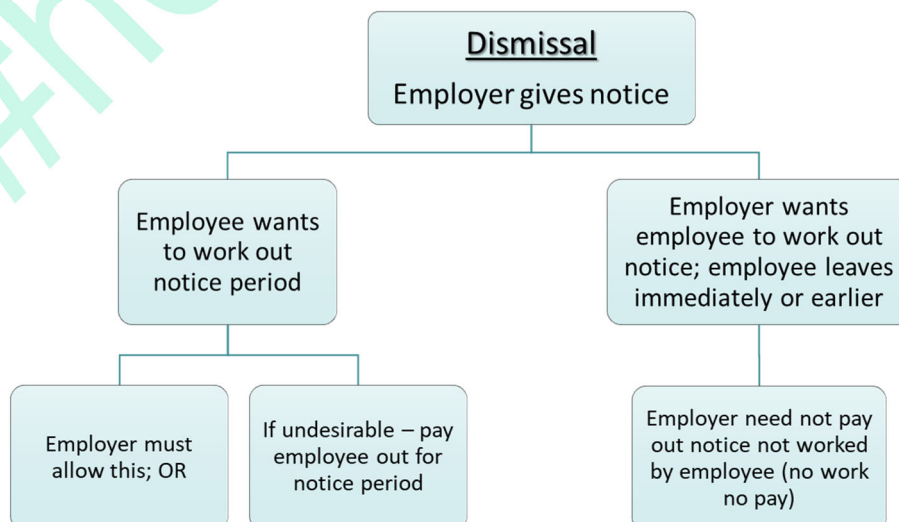 Dismissal
Employer gives notice
Employee wants
to work out
notice period
Employer wants
employee to work out
notice; employee leaves
immediately or earlier
Employer must
allow this; OR
If undesirable – pay
employee out for
notice period
Employer need not pay
out notice not worked
by employee (no work
no pay)